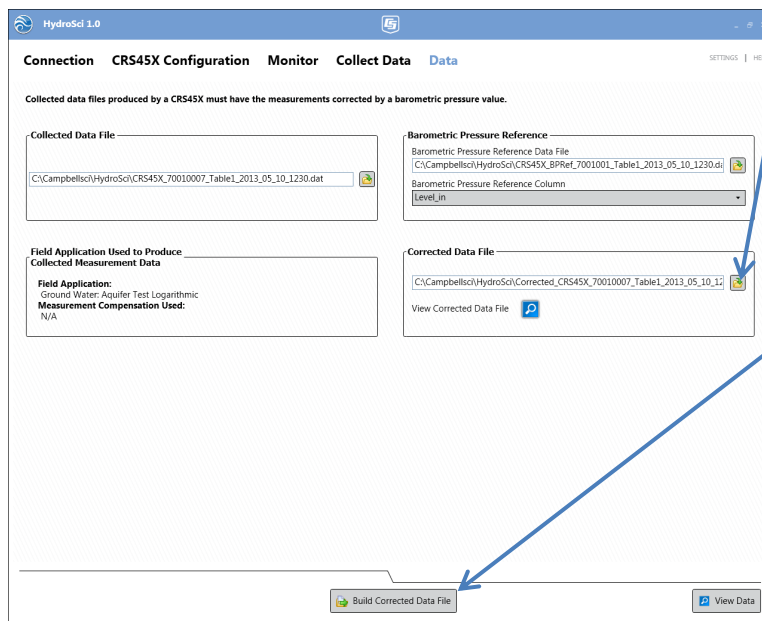 HydroSci 1.0
Connection CRS45X Configuration Monitor Collect Data Data
SETTINGS | HE
Collected data files produced by a CRS45X must have the measurements corrected by a barometric pressure value.
Collected Data File
C:\Campbellsci\HydroSci\CRS45X_70010007_Table1_2013_05_10_1230.dat
Barometric Pressure Reference
Barometric Pressure Reference Data File
C:\Campbellsci\HydroSci\CRS45X_BPRef_7001001_Table1_2013_05_10_1230.da
Barometric Pressure Reference Column
Level_in
Field Application Used to Produce
Collected Measurement Data
Field Application:
Ground Water: Aquifer Test Logarithmic
Measurement Compensation Used:
N/A
Corrected Data File
C:\Campbellsci\HydroSci\Corrected_CRS45X_70010007_Table1_2013_05_10_12
View Corrected Data File
Build Corrected Data File
View Data